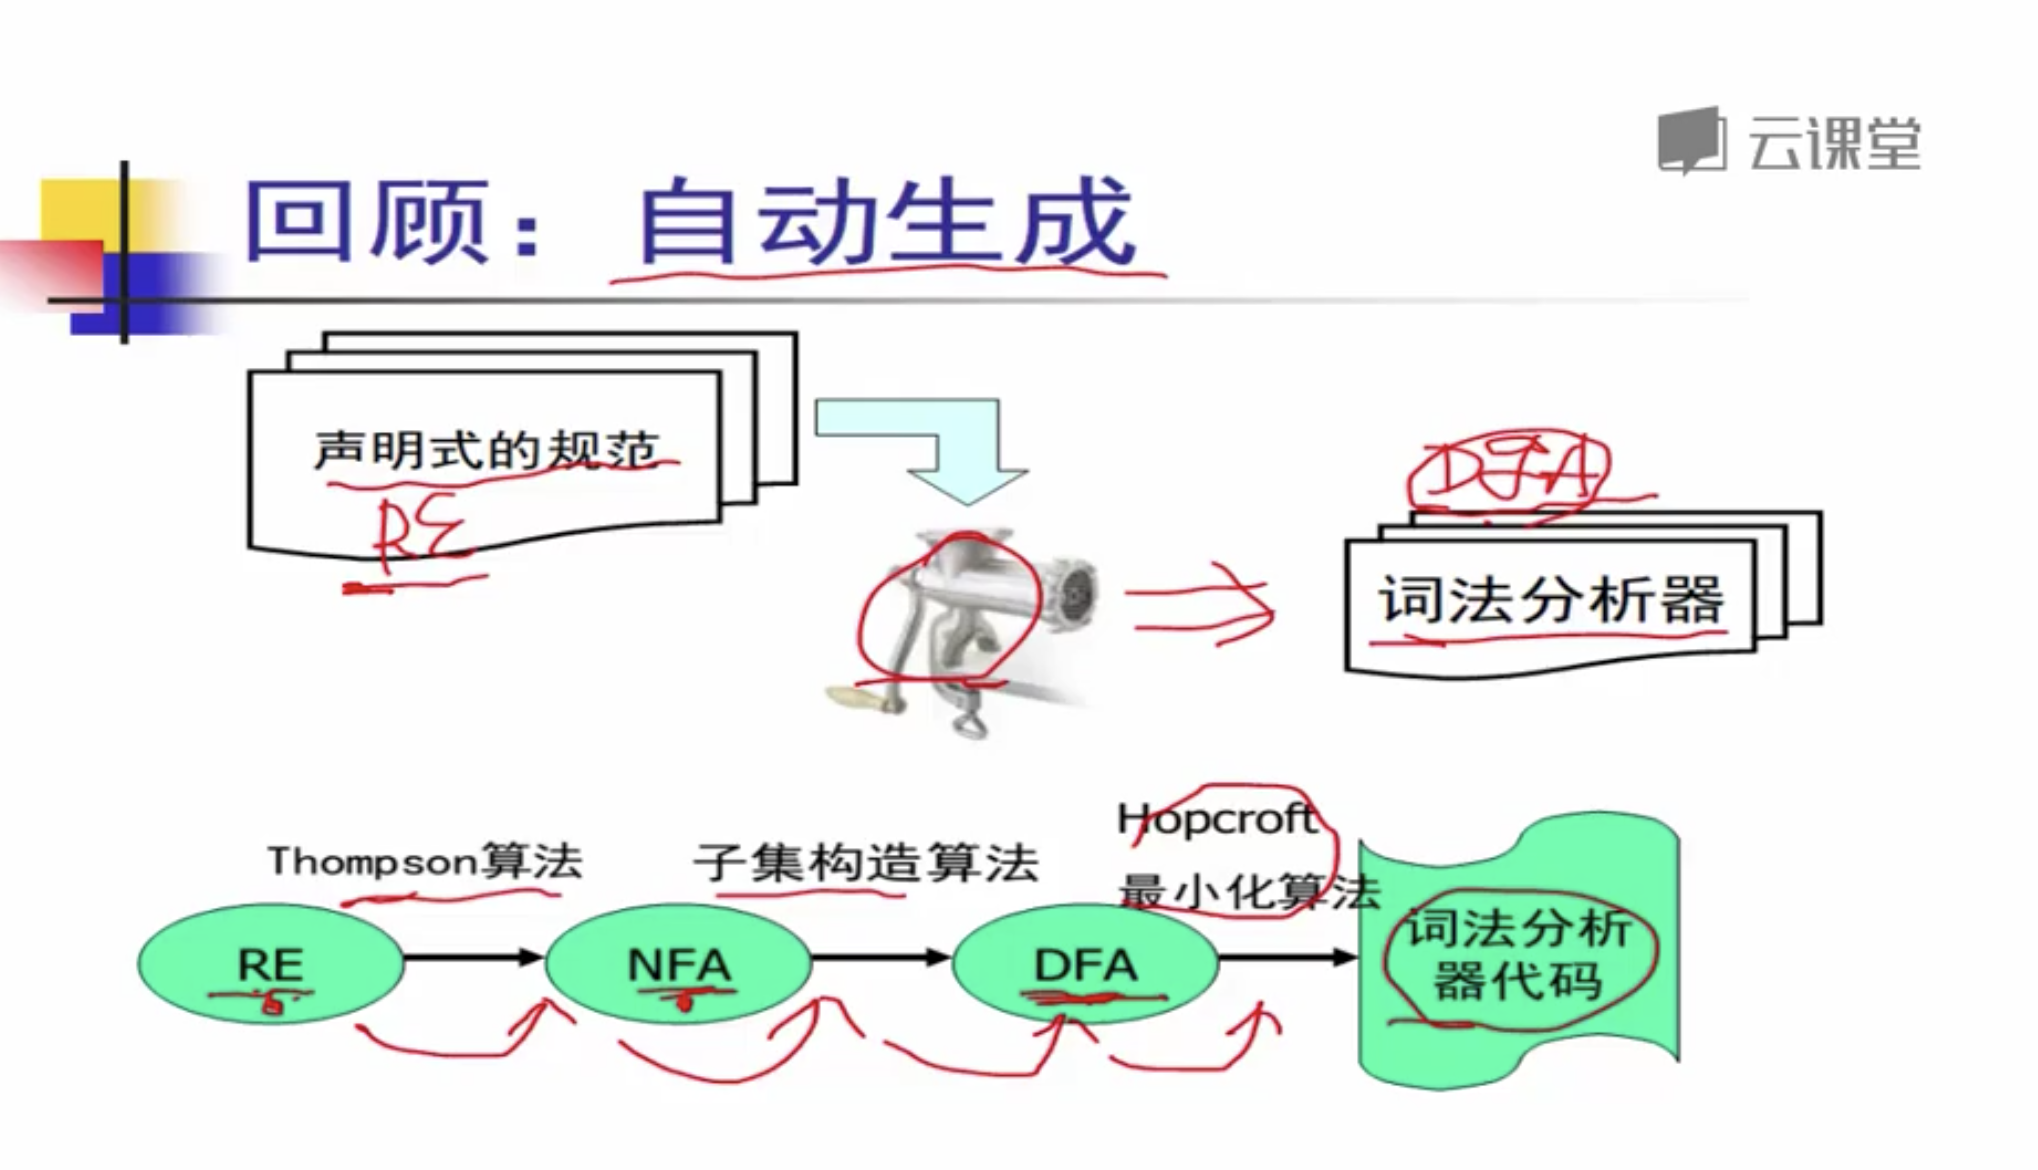 云课堂
回顾：自动生成
声明式的规范
RE
DFA
词法分析器
Thompson算法
子集构造算法
Hopcroft
最小化算法
RE
NFA
DFA
词法分析
器代码